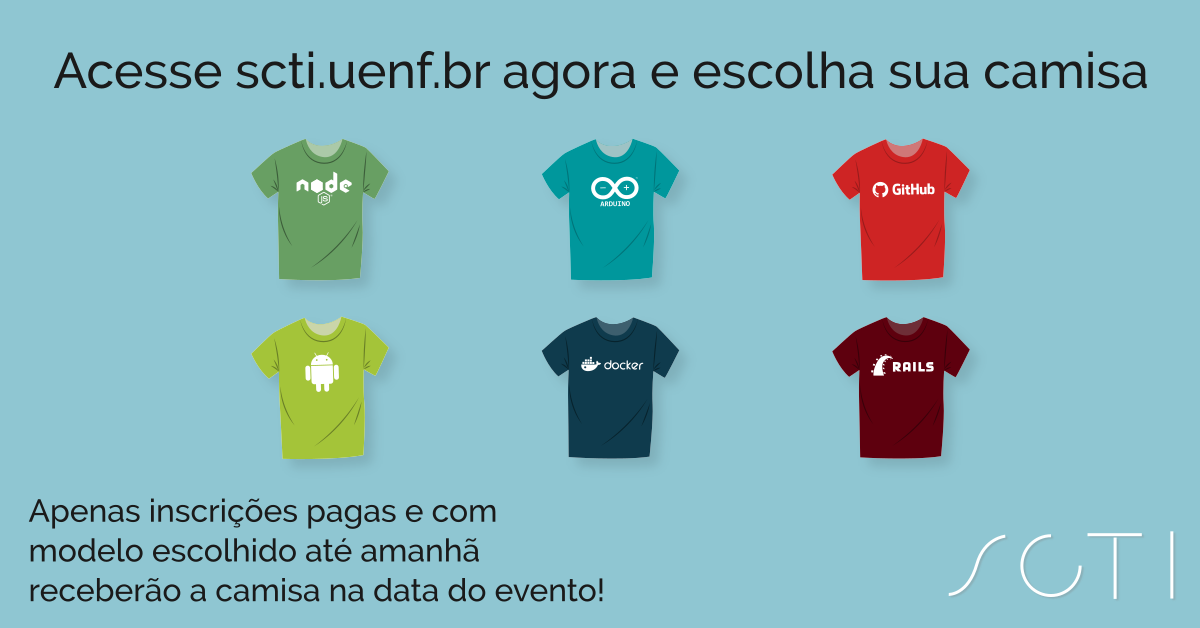 Acesse scti.uenf.br agora e escolha sua camisa
node
JS
ARDUINO
GitHub
docker
RAILS
Apenas inscrições pagas e com
modelo escolhido até amanhã
receberão a camisa na data do evento!
SCTI